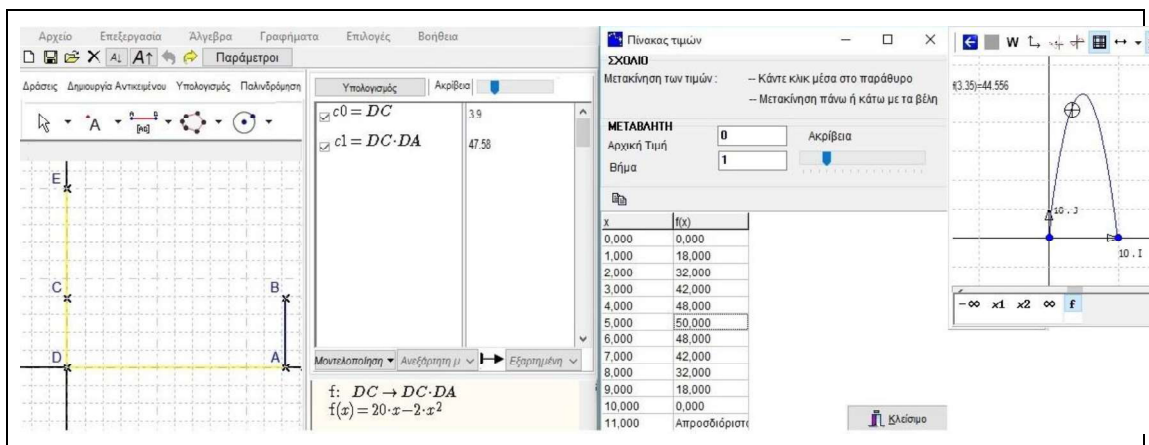 Αρχείο Επεξεργασία Άλγεβρα Γραφήματα Επιλογές Βοήθεια
Παράμετροι
Δράσεις Δημιουργία Αντικειμένου Υπολογισμός Παλινδρόμηση
Υπολογισμός Ακρίβεια
c0 = DC 3.9
c1 = DC·DA 47.58
E
C
B
D
A
Μοντελοποίηση Ανεξάρτητη μ Εξαρτημένη
f: DC → DC·DA
f(x) = 20·x−2·x²
Πίνακας τιμών
ΣΧΟΛΙΟ
Μετακίνηση των τιμών : -- Κάντε κλικ μέσα στο παράθυρο
-- Μετακίνηση πάνω ή κάτω με τα βέλη
ΜΕΤΑΒΛΗΤΗ
Αρχική Τιμή 0 Ακρίβεια
Βήμα 1
x f(x)
0,000 0,000
1,000 18,000
2,000 32,000
3,000 42,000
4,000 48,000
5,000 50,000
6,000 48,000
7,000 42,000
8,000 32,000
9,000 18,000
10,000 0,000
11,000 Απροσδιόριστο
Κλείσιμο
W
f(3.35)=44.556
10 . J
10 . I
−∞ x1 x2 ∞ f